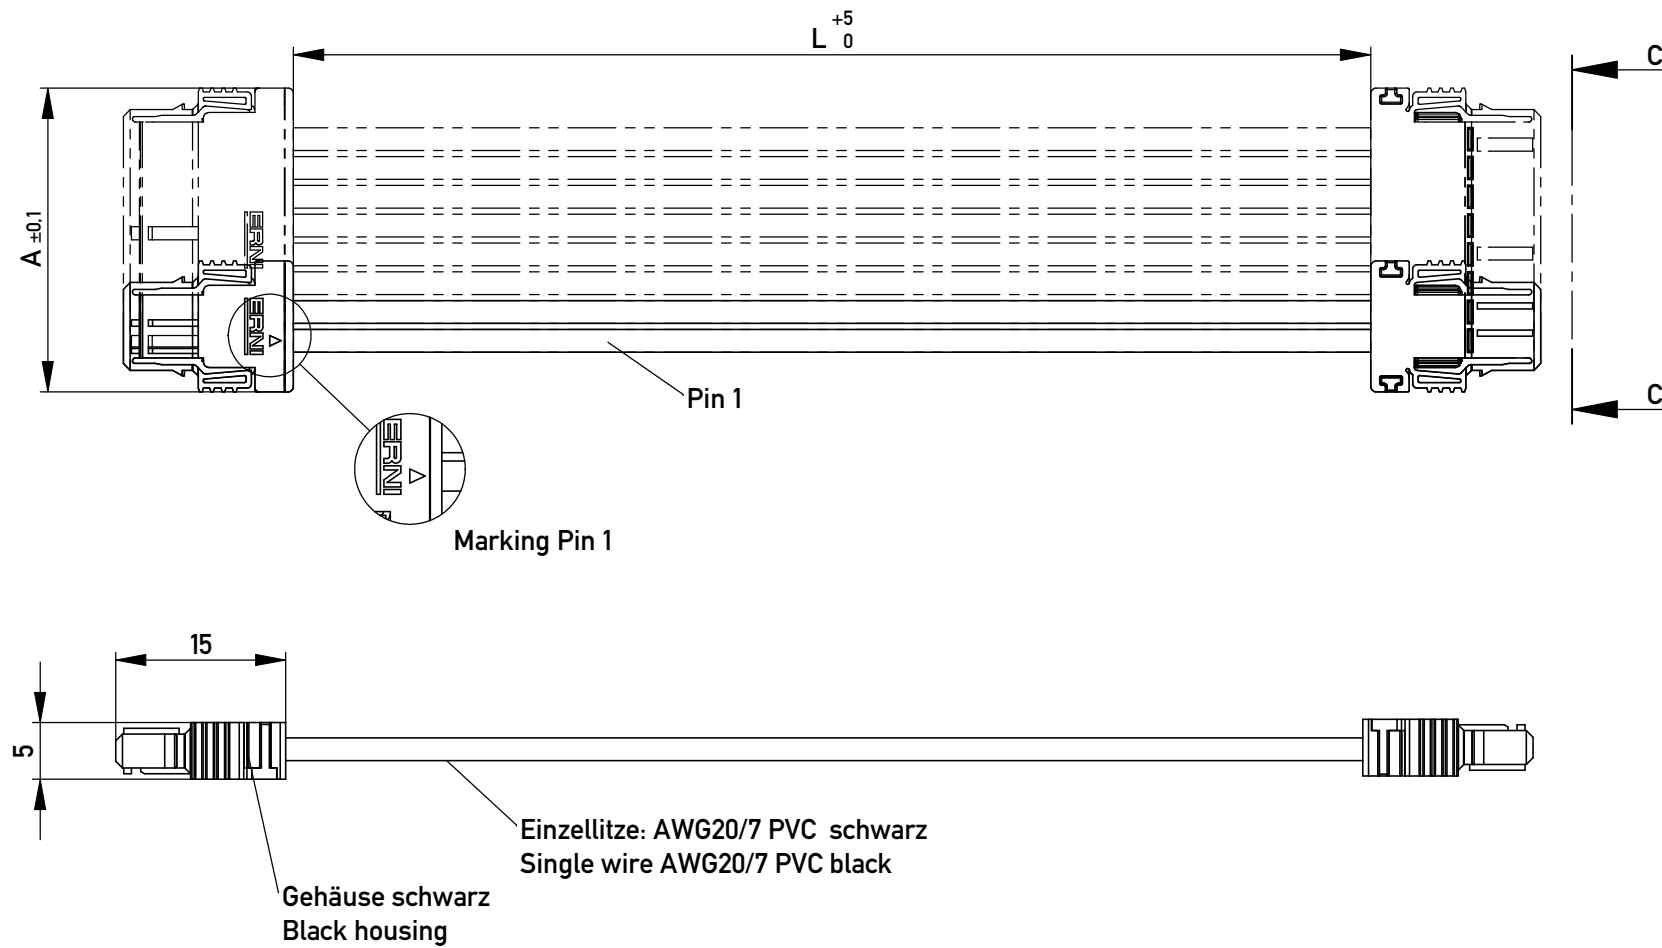 L +5 0
C
A ±0,1
ERNI
ERNI
Pin 1
C
ERNI
Marking Pin 1
15
5
Einzellitze: AWG20/7 PVC schwarz
Single wire AWG20/7 PVC black
Gehäuse schwarz
Black housing